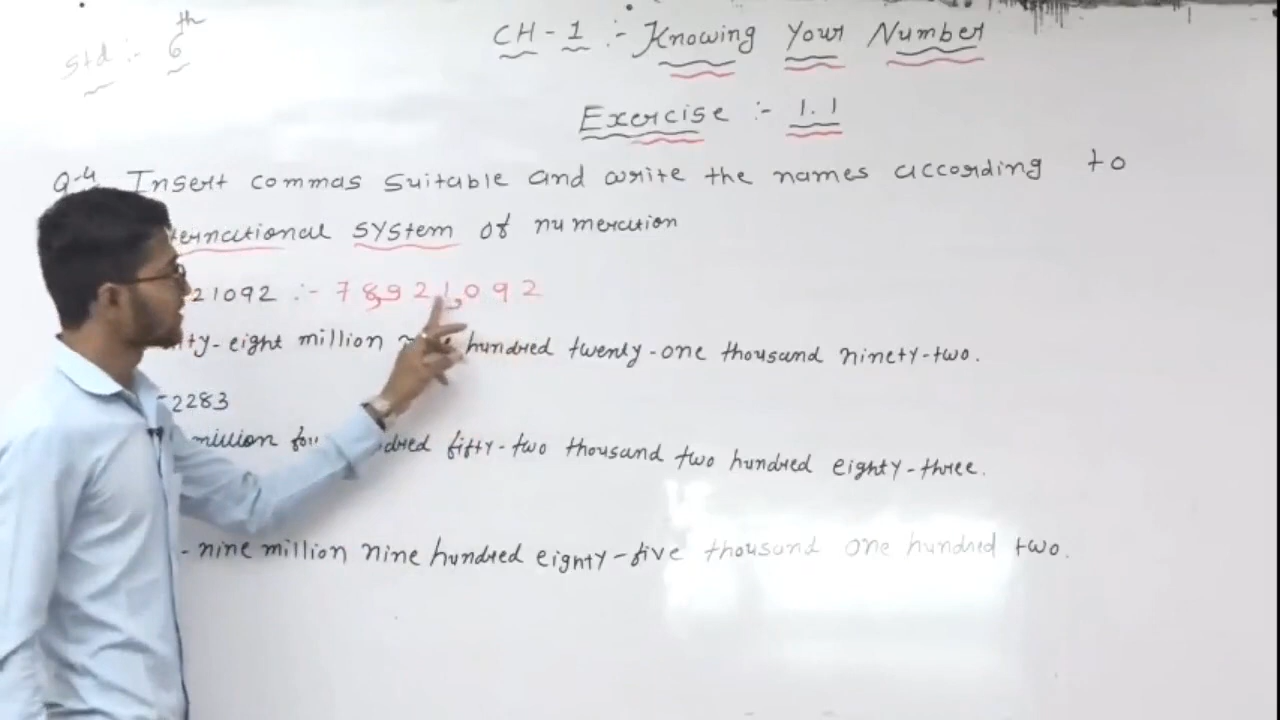 Std :- 6th
CH-1 :- Knowing Your Number
Exercise :- 1.1
Q-4 Insert commas suitable and write the names according to
ternational system of numeration
21092 :- 78,921,092
ty-eight million hundred twenty-one thousand ninety-two.
2283
million fifty-two thousand two hundred eighty-three.
-nine million nine hundred eighty-five thousand one hundred two.